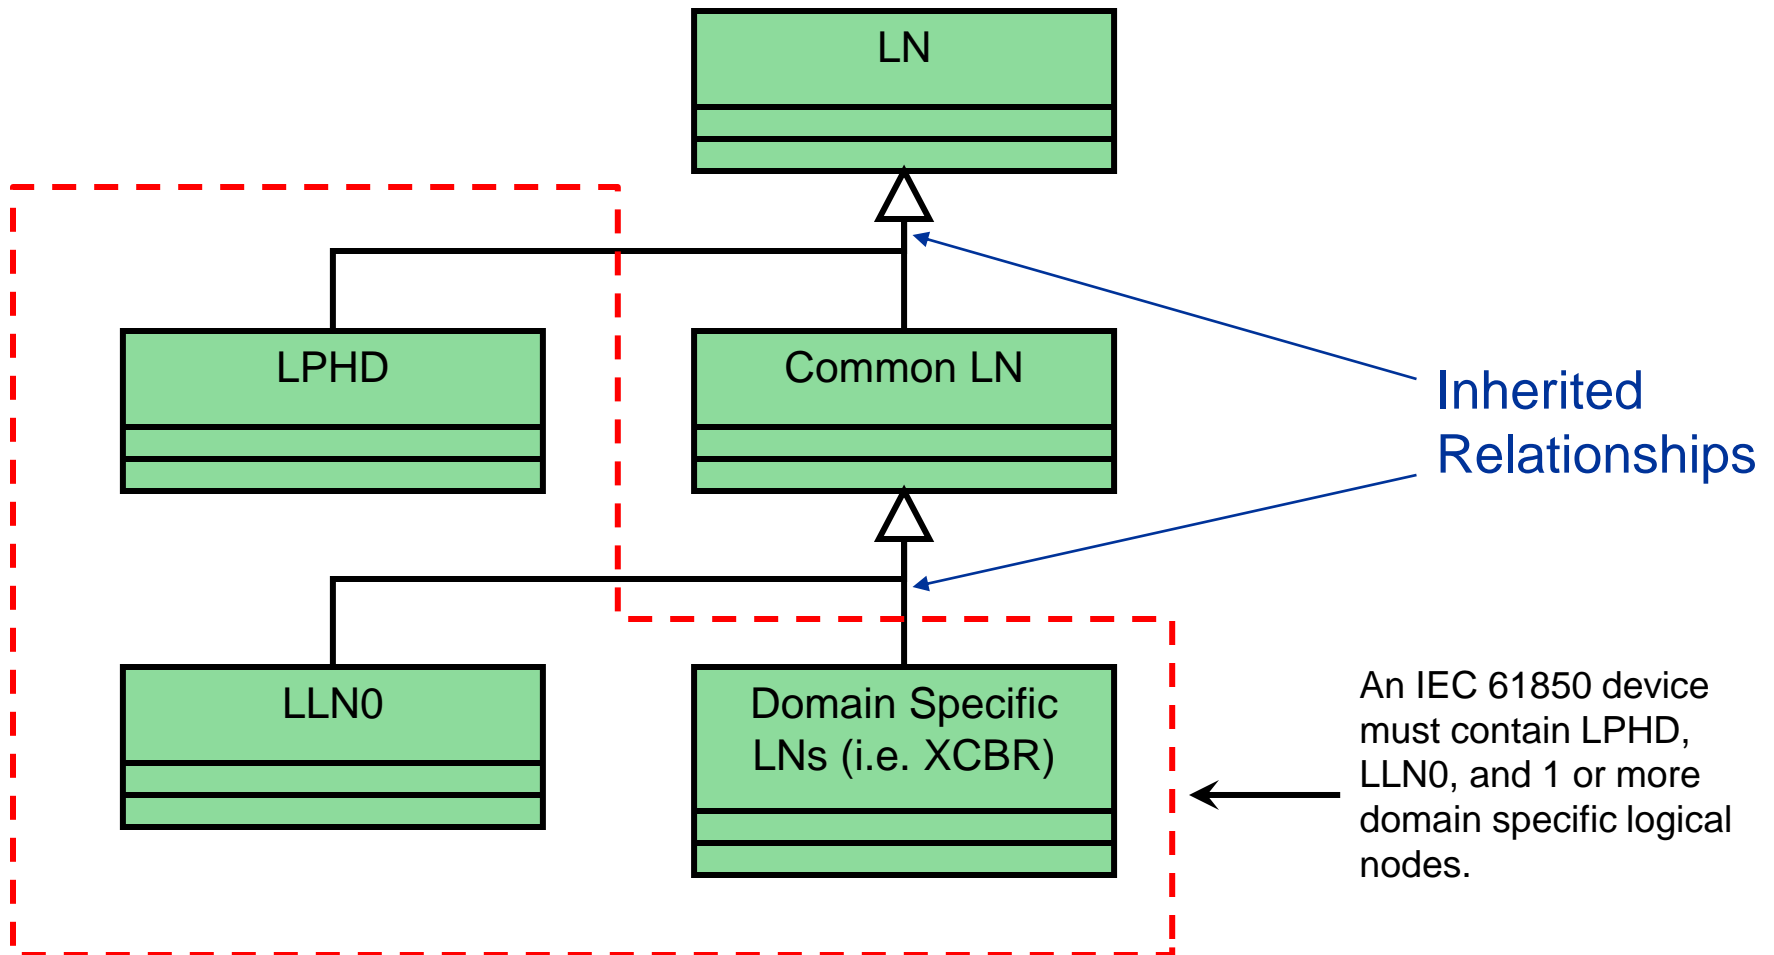 LN
LPHD
Common LN
Inherited
Relationships
LLN0
Domain Specific
LNs (i.e. XCBR)
An IEC 61850 device
must contain LPHD,
LLN0, and 1 or more
domain specific logical
nodes.